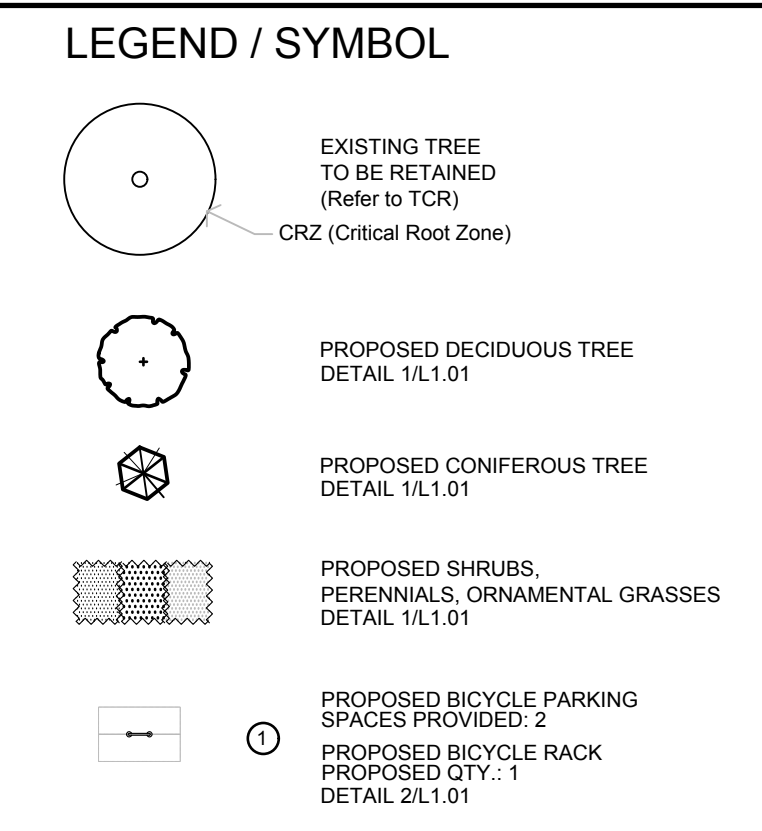 LEGEND / SYMBOL
EXISTING TREE
TO BE RETAINED
(Refer to TCR)
CRZ (Critical Root Zone)
PROPOSED DECIDUOUS TREE
DETAIL 1/L1.01
PROPOSED CONIFEROUS TREE
DETAIL 1/L1.01
PROPOSED SHRUBS,
PERENNIALS, ORNAMENTAL GRASSES
DETAIL 1/L1.01
1
PROPOSED BICYCLE PARKING
SPACES PROVIDED: 2
PROPOSED BICYCLE RACK
PROPOSED QTY.: 1
DETAIL 2/L1.01